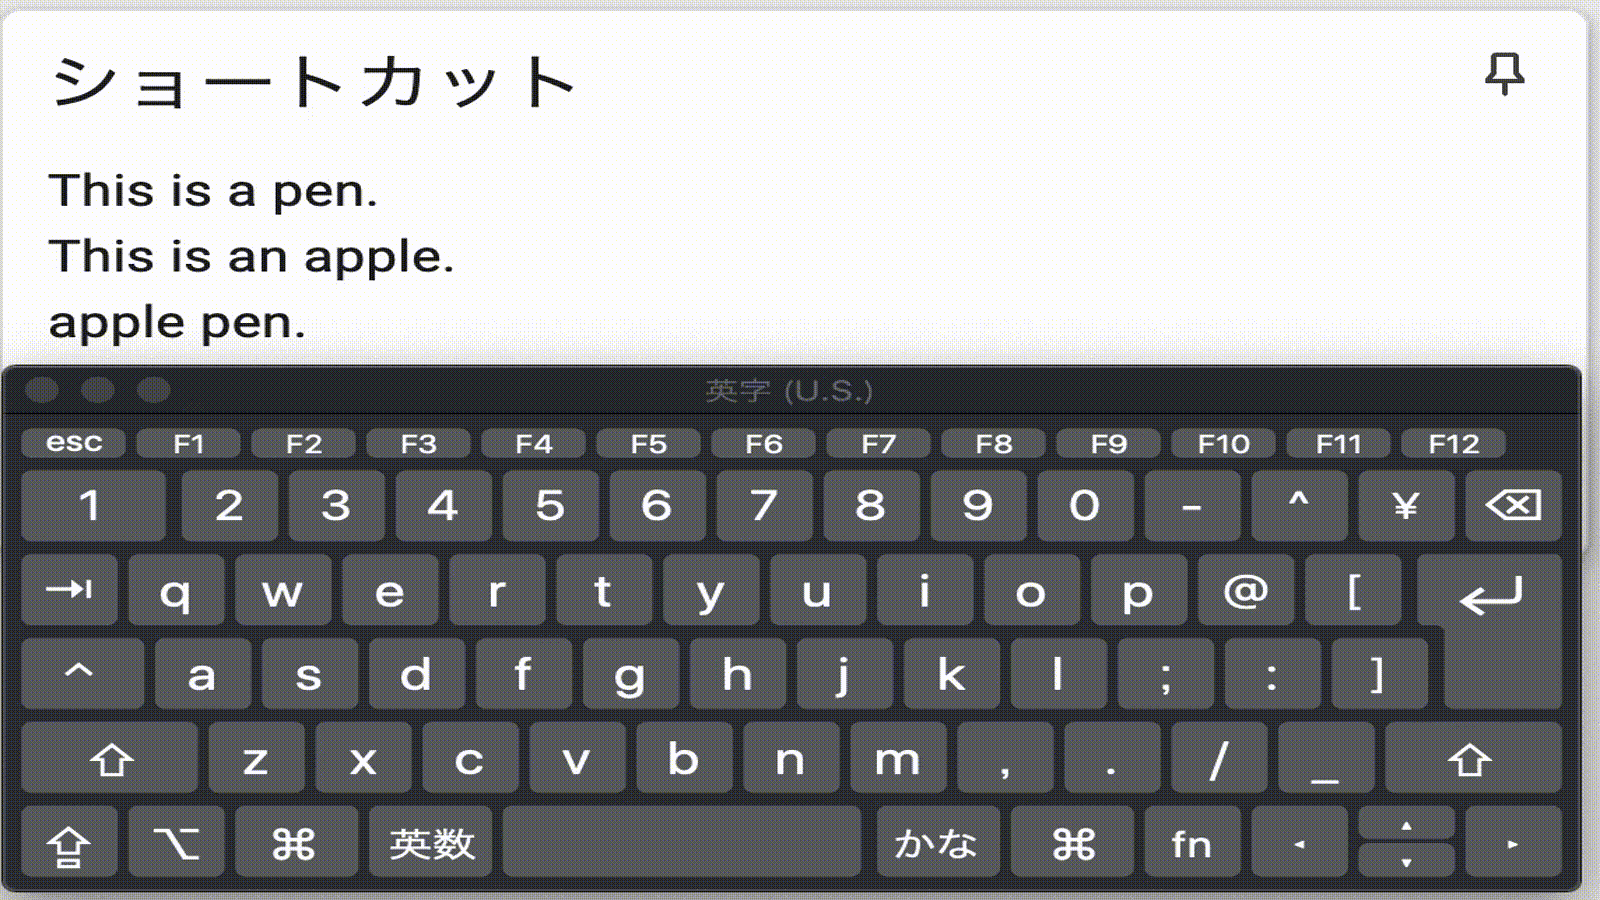 ショートカット
This is a pen.
This is an apple.
apple pen.
英字 (U.S.)
esc F1 F2 F3 F4 F5 F6 F7 F8 F9 F10 F11 F12
1 2 3 4 5 6 7 8 9 0 - ^ ¥
q w e r t y u i o p @ [
^ a s d f g h j k l ; : ]
z x c v b n m , . / _
⌥ ⌘ 英数 かな ⌘ fn